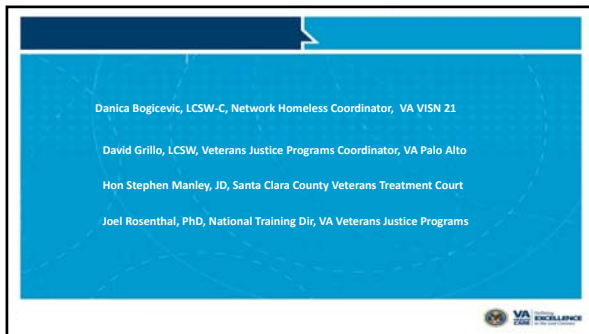 Danica Bogicevic, LCSW-C, Network Homeless Coordinator, VA VISN 21
David Grillo, LCSW, Veterans Justice Programs Coordinator, VA Palo Alto
Hon Stephen Manley, JD, Santa Clara County Veterans Treatment Court
Joel Rosenthal, PhD, National Training Dir, VA Veterans Justice Programs
VA
EXCELLENCE